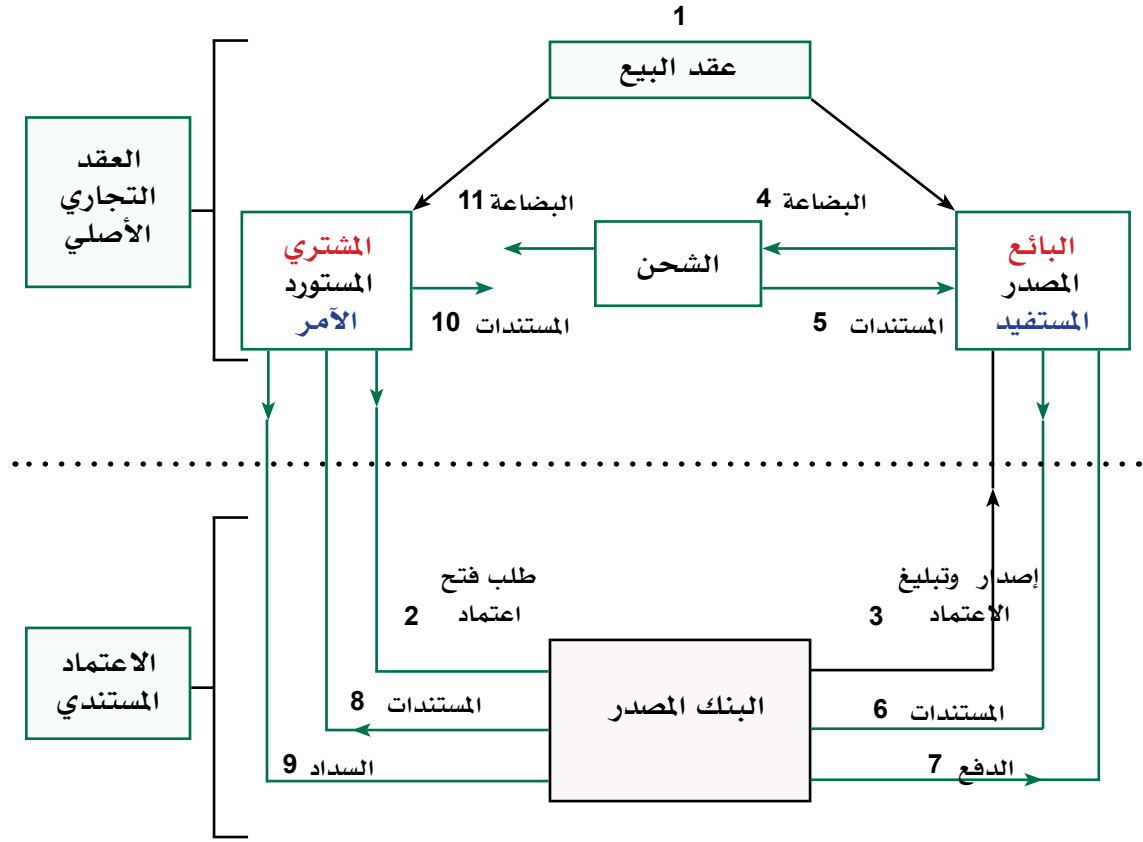 1
عقد البيع
العقد
التجاري
الأصلي
البضاعة 11
البضاعة 4
المشتري
المستورد
الآمر
الشحن
البائع
المصدر
المستفيد
10 المستندات
5 المستندات
طلب فتح
اعتماد 2
إصدار وتبليغ
الاعتماد 3
الاعتماد
المستندي
البنك المصدر
8 المستندات
6 المستندات
9 السداد
7 الدفع